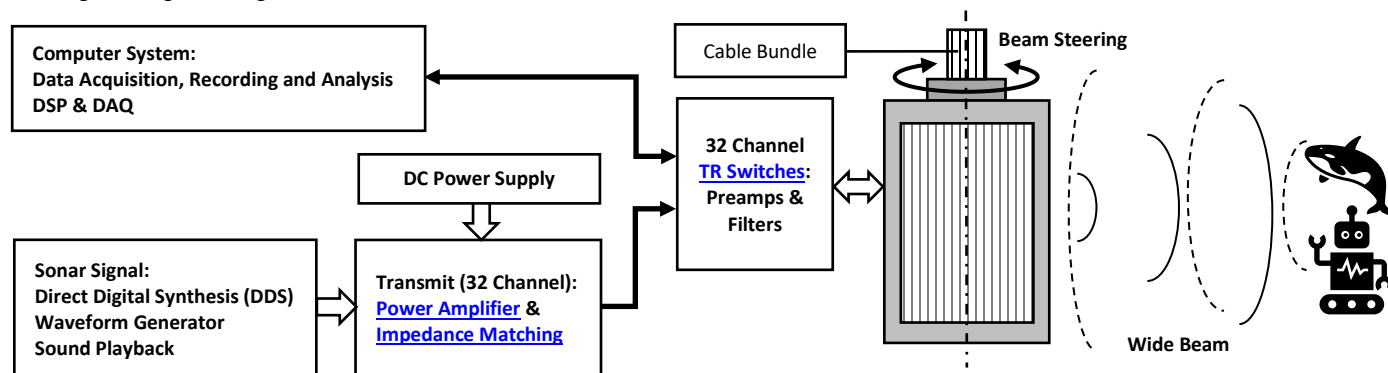 Computer System:
Data Acquisition, Recording and Analysis
DSP & DAQ
Cable Bundle
Beam Steering
32 Channel
TR Switches:
Preamps &
Filters
DC Power Supply
Sonar Signal:
Direct Digital Synthesis (DDS)
Waveform Generator
Sound Playback
Transmit (32 Channel):
Power Amplifier &
Impedance Matching
Wide Beam